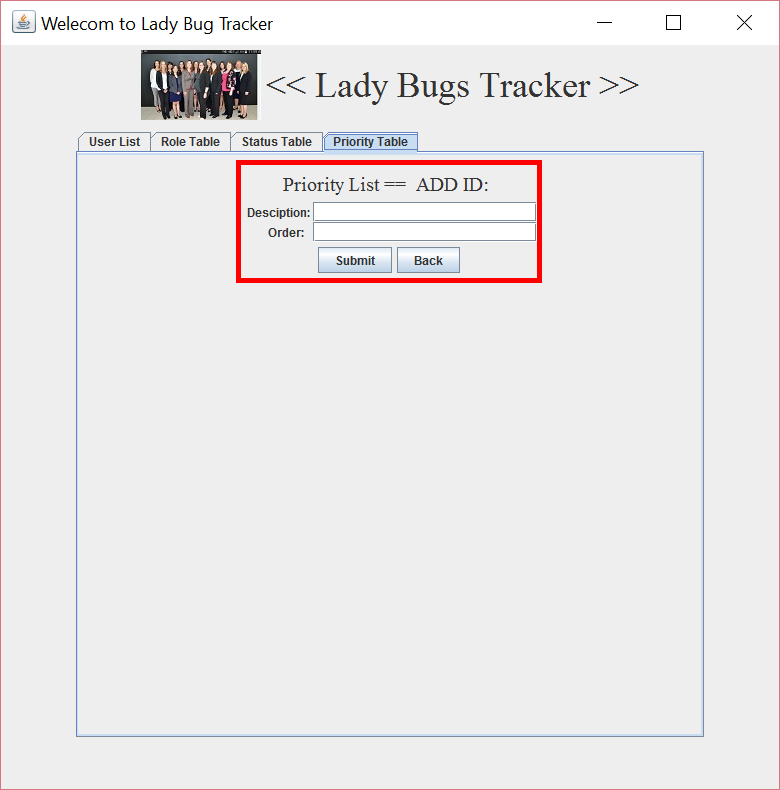 Welecom to Lady Bug Tracker
<< Lady Bugs Tracker >>
User List Role Table Status Table Priority Table
Priority List == ADD ID:
Desciption:
Order:
Submit Back